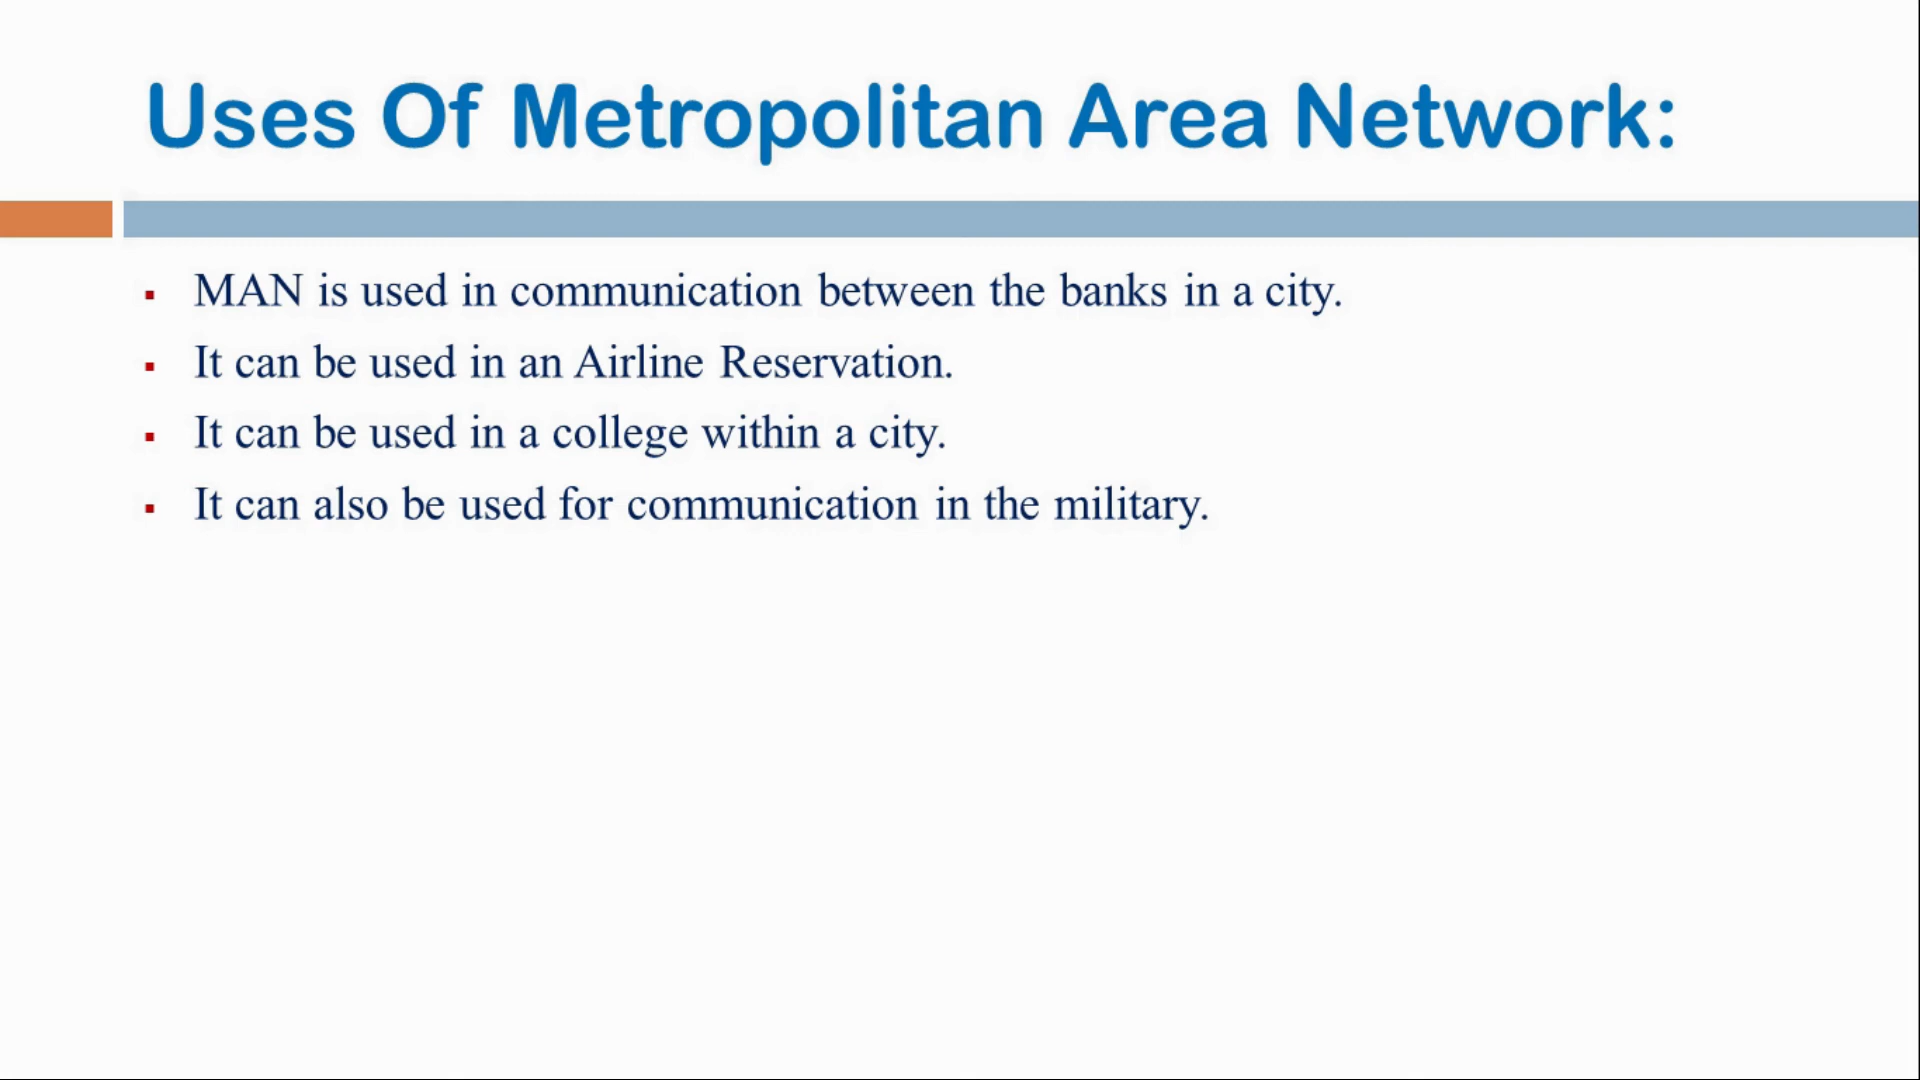 Uses Of Metropolitan Area Network:
▪ MAN is used in communication between the banks in a city.
▪ It can be used in an Airline Reservation.
▪ It can be used in a college within a city.
▪ It can also be used for communication in the military.